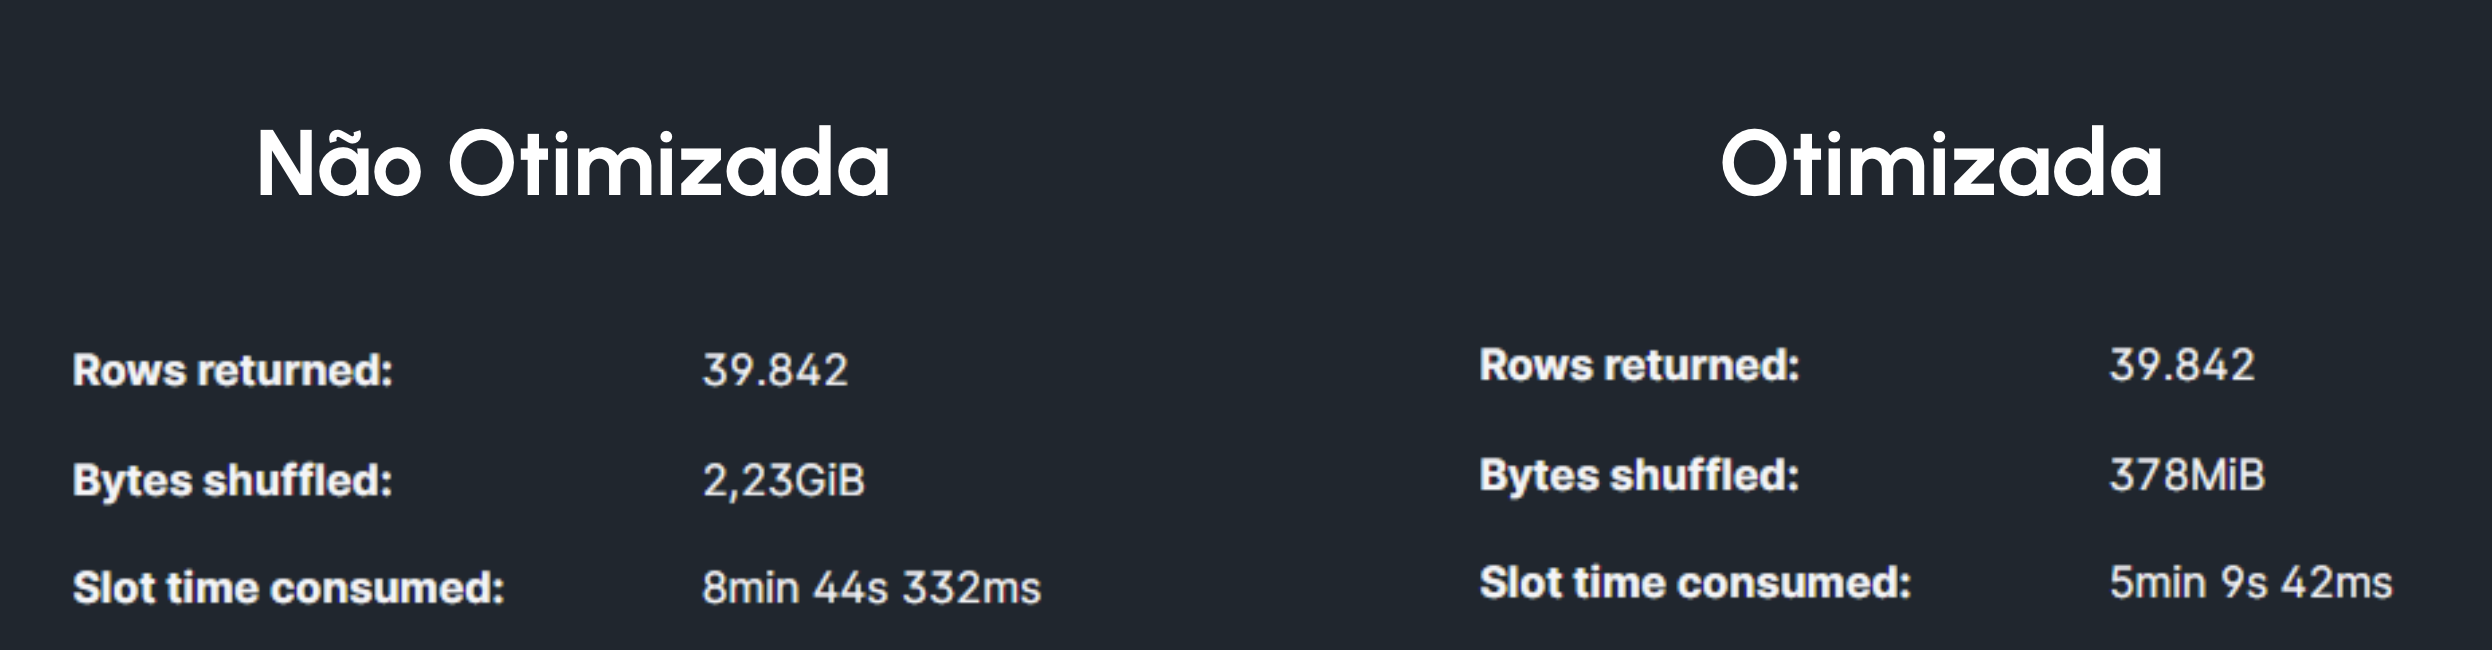 Não Otimizada
Rows returned: 39.842
Bytes shuffled: 2,23GiB
Slot time consumed: 8min 44s 332ms
Otimizada
Rows returned: 39.842
Bytes shuffled: 378MiB
Slot time consumed: 5min 9s 42ms